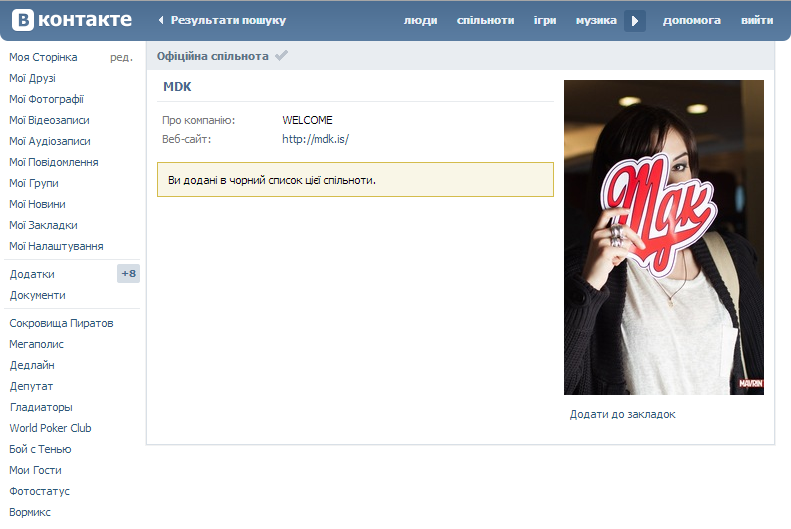 В контакте
Результати пошуку
люди спільноти ігри музика допомога вийти
Моя Сторінка ред.
Мої Друзі
Мої Фотографії
Мої Відеозаписи
Мої Аудіозаписи
Мої Повідомлення
Мої Групи
Мої Новини
Мої Закладки
Мої Налаштування
Додатки +8
Документи
Сокровища Пиратов
Мегаполис
Дедлайн
Депутат
Гладиаторы
World Poker Club
Бой с Тенью
Мои Гости
Фотостатус
Вормикс
Офіційна спільнота
MDK
Про компанію: WELCOME
Веб-сайт: http://mdk.is/
Ви додані в чорний список цієї спільноти.
Мдк
MAVRIN
Додати до закладок